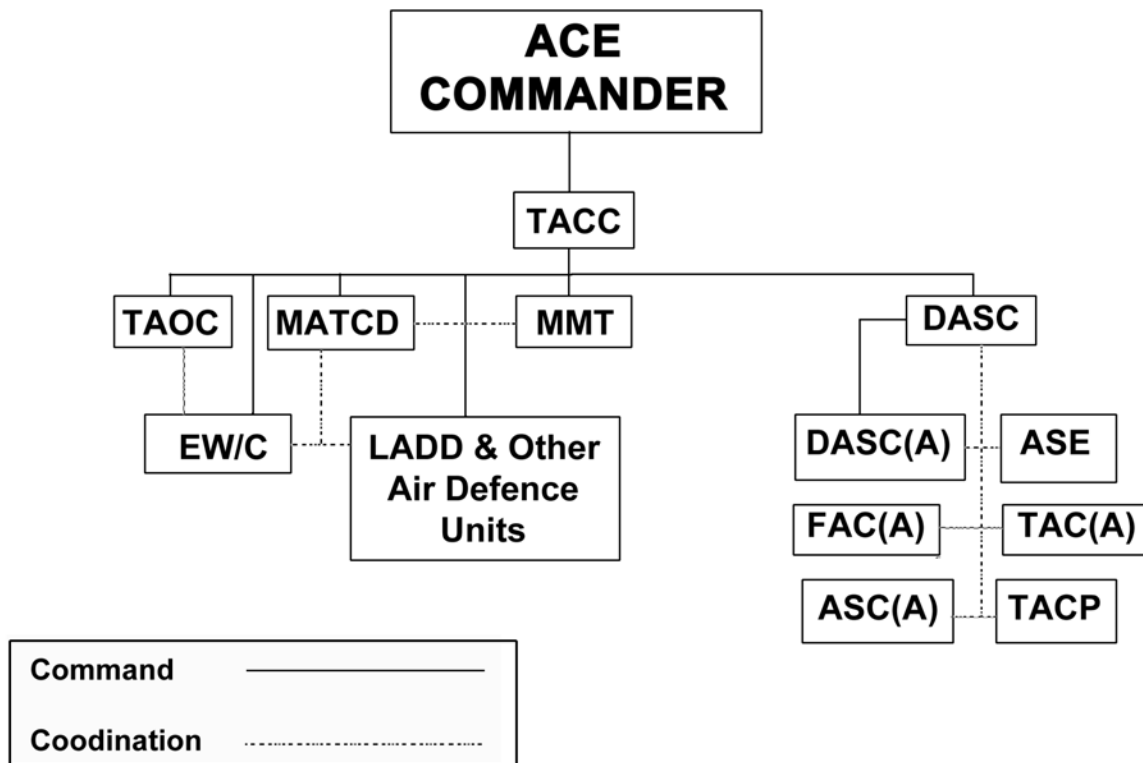 ACE
COMMANDER
TACC
TAOC
MATCD
MMT
DASC
EW/C
LADD & Other
Air Defence
Units
DASC(A)
ASE
FAC(A)
TAC(A)
ASC(A)
TACP
Command
Coodination